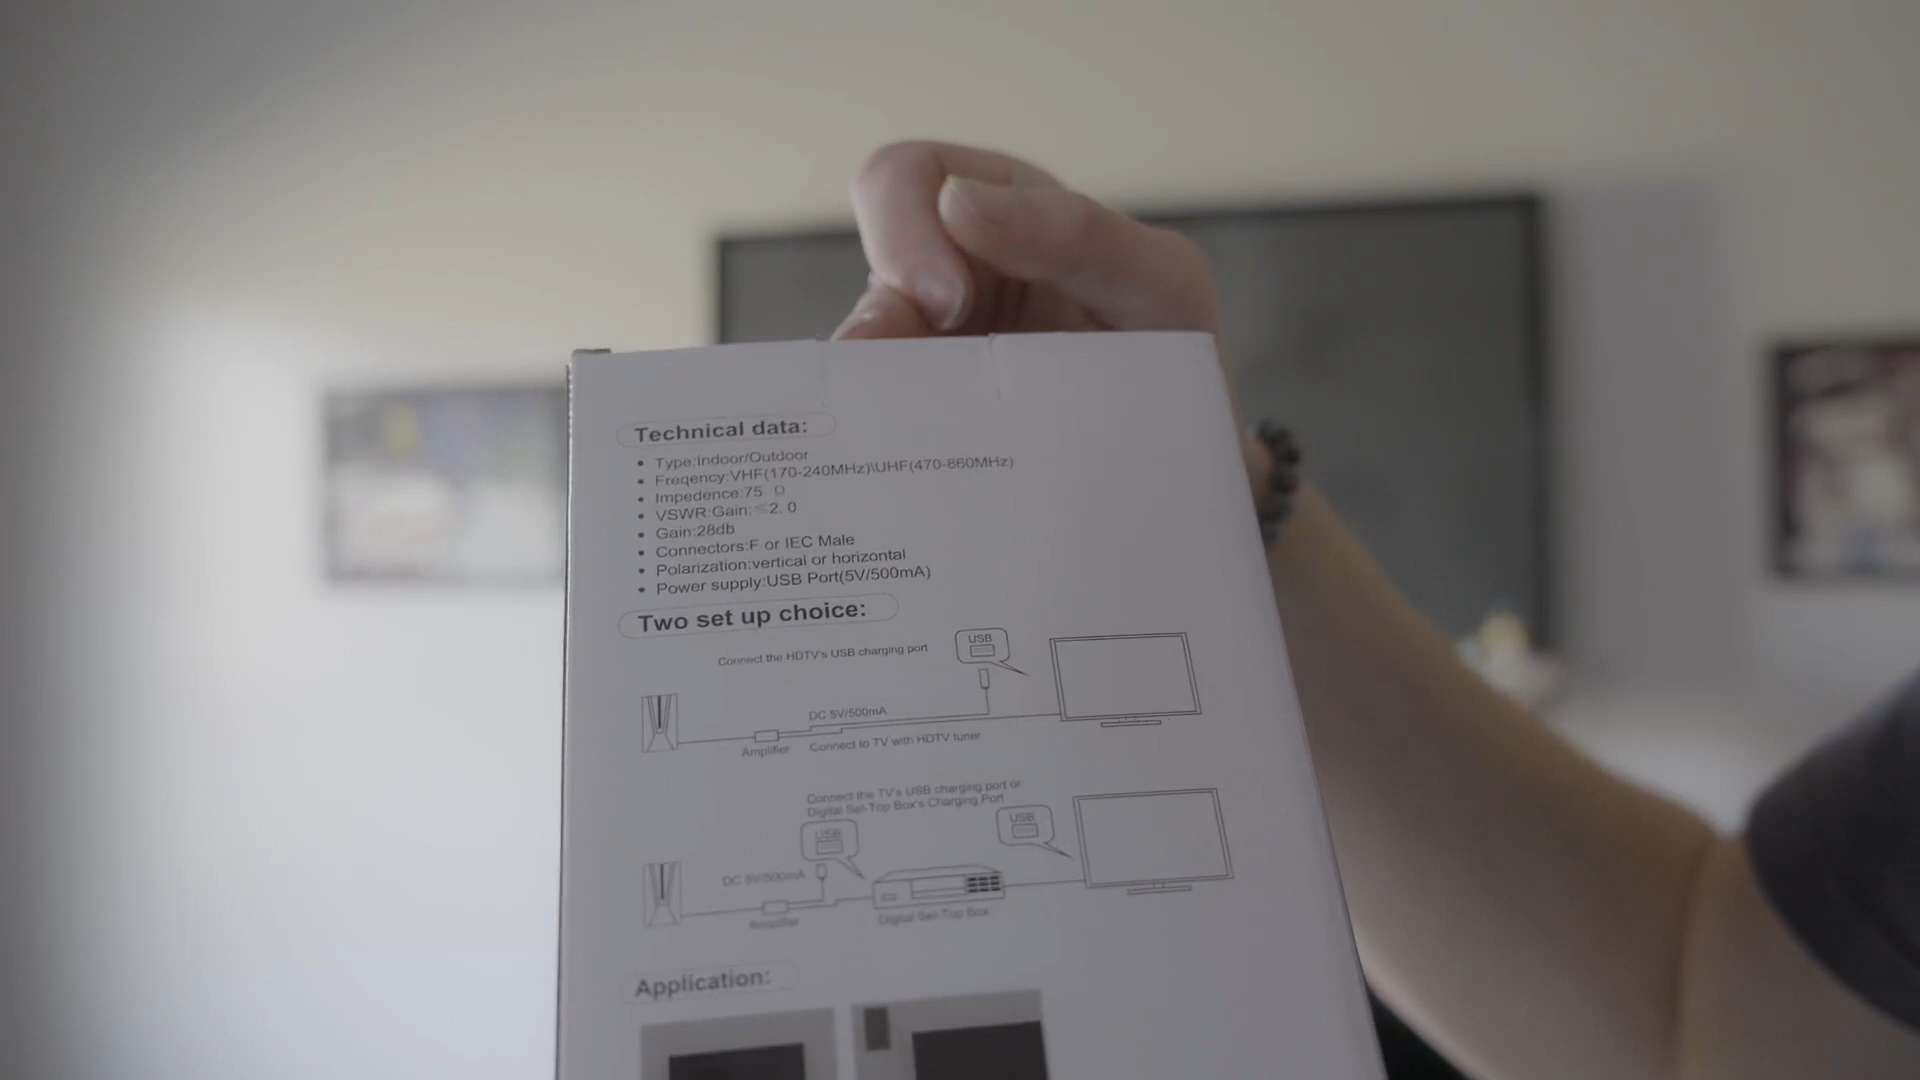 Technical data:
• Type:Indoor/Outdoor
• Freqency:VHF(170-240MHz)\UHF(470-860MHz)
• Impedence:75 Ω
• VSWR:Gain:≤2.0
• Gain:28db
• Connectors:F or IEC Male
• Polarization:vertical or horizontal
• Power supply:USB Port(5V/500mA)
Two set up choice:
USB
Connect the HDTV's USB charging port
DC 5V/500mA
Amplifier
Connect to TV with HDTV tuner
Connect the TV's USB charging port or
Digital Set-Top Box's Charging Port
USB
USB
DC 5V/500mA
Amplifier
Digital Set-Top Box
Application: